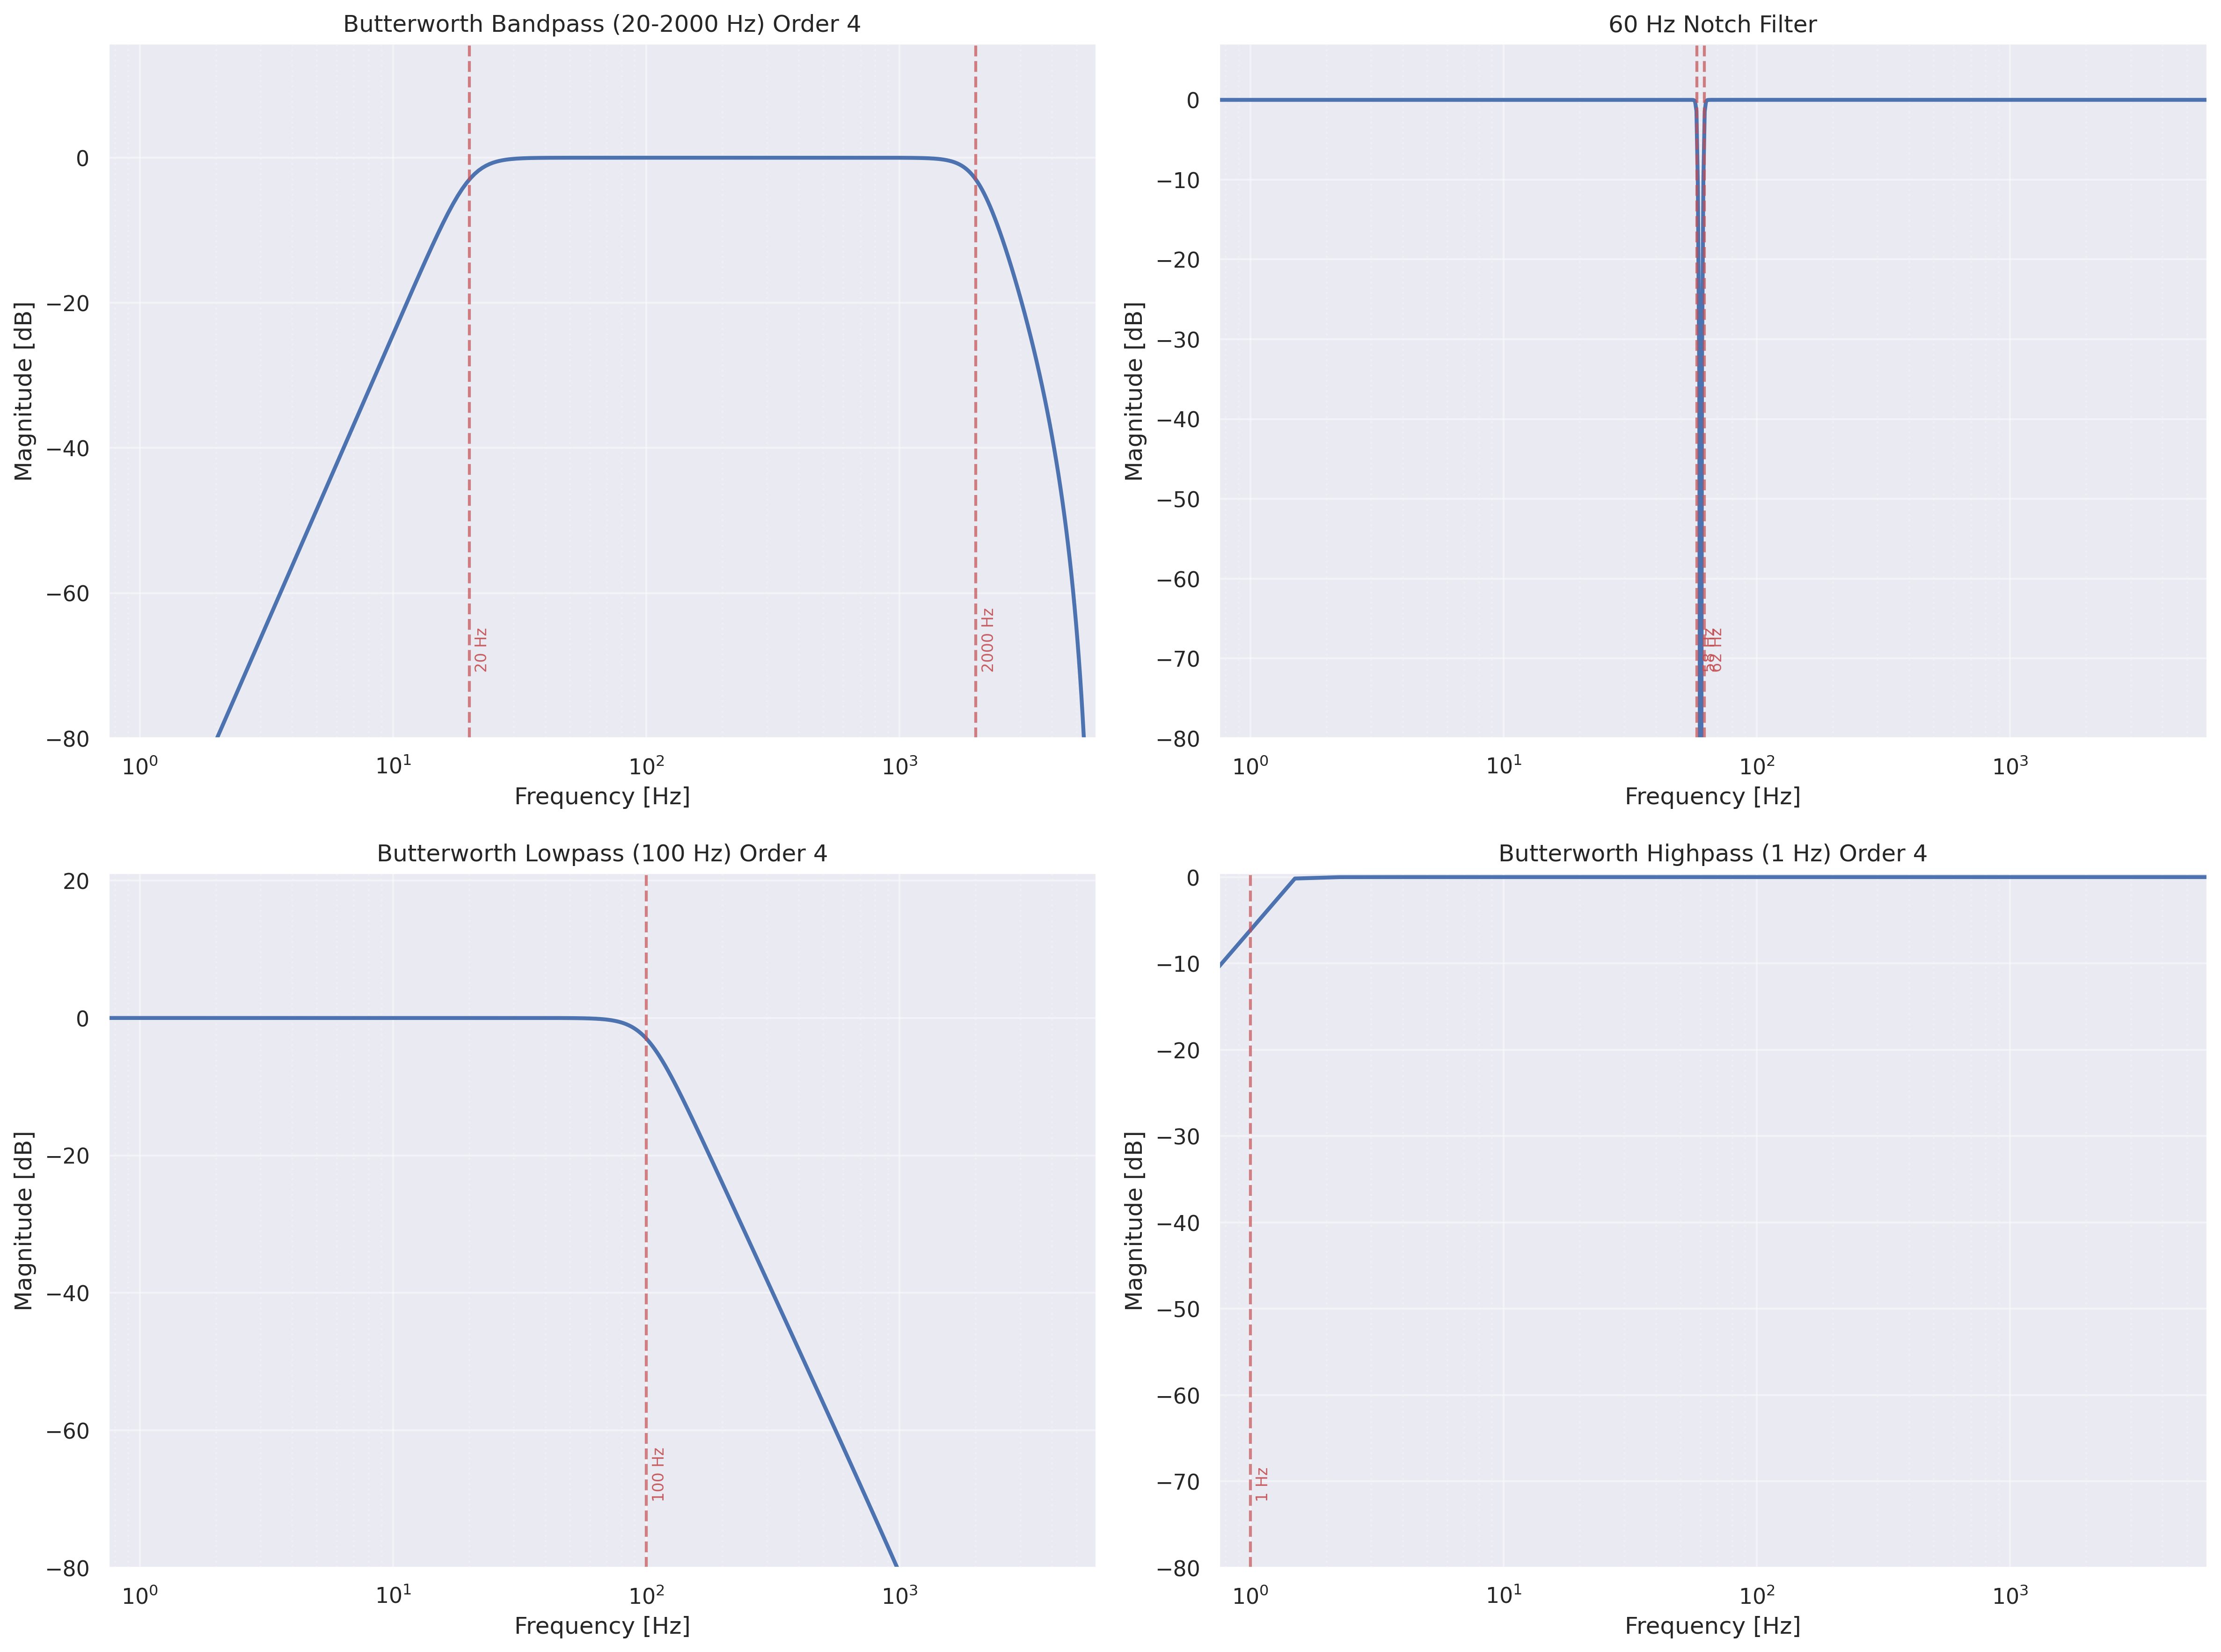 Butterworth Bandpass (20-2000 Hz) Order 4
Magnitude [dB]
0
−20
−40
−60
−80
20 Hz
2000 Hz
10⁰
10¹
10²
10³
Frequency [Hz]
60 Hz Notch Filter
Magnitude [dB]
0
−10
−20
−30
−40
−50
−60
−70
−80
58 Hz
62 Hz
10⁰
10¹
10²
10³
Frequency [Hz]
Butterworth Lowpass (100 Hz) Order 4
Magnitude [dB]
20
0
−20
−40
−60
−80
100 Hz
10⁰
10¹
10²
10³
Frequency [Hz]
Butterworth Highpass (1 Hz) Order 4
Magnitude [dB]
0
−10
−20
−30
−40
−50
−60
−70
−80
1 Hz
10⁰
10¹
10²
10³
Frequency [Hz]